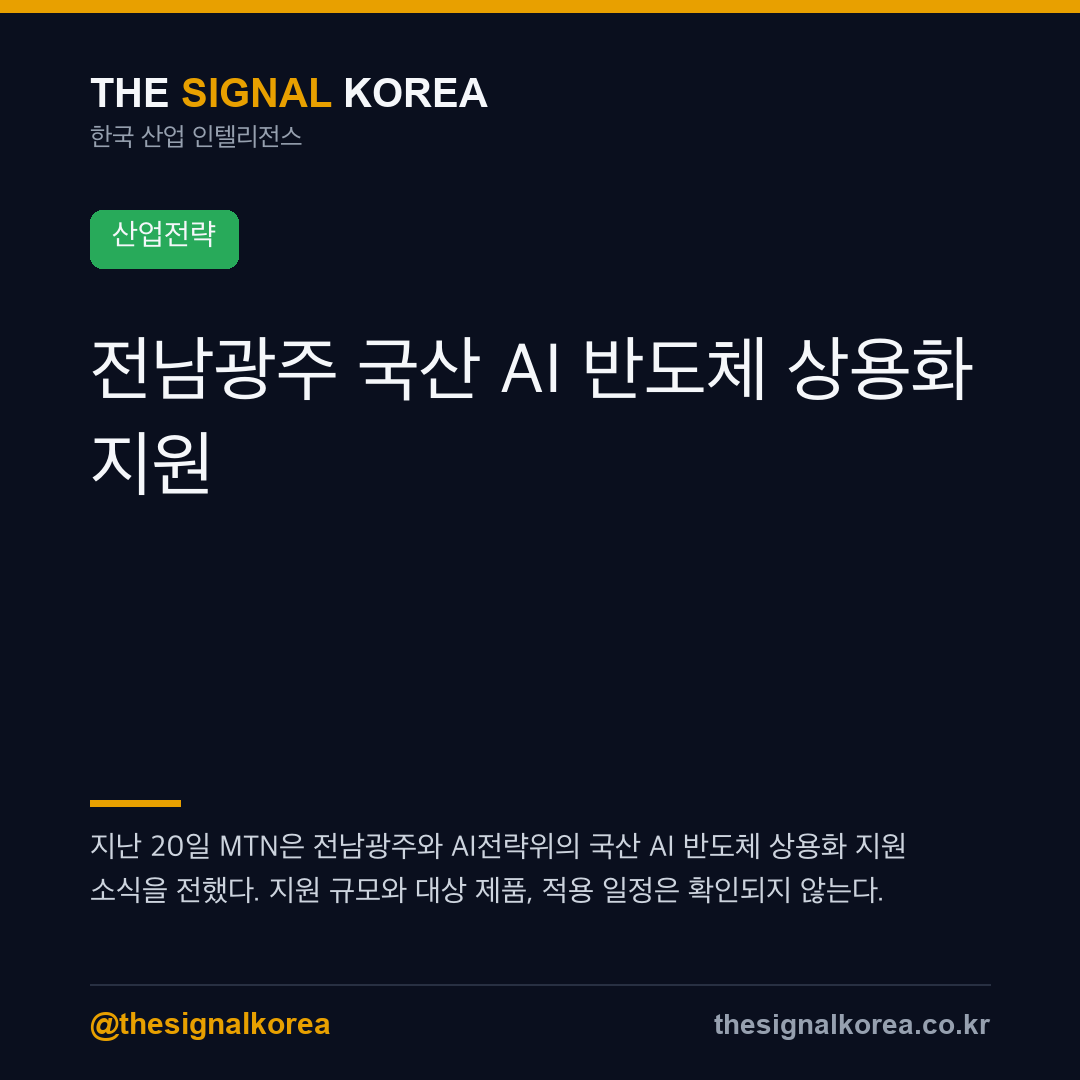 THE SIGNAL KOREA
한국 산업 인텔리전스
산업전략
전남광주 국산 AI 반도체 상용화
지원
지난 20일 MTN은 전남광주와 AI전략위의 국산 AI 반도체 상용화 지원
소식을 전했다. 지원 규모와 대상 제품, 적용 일정은 확인되지 않는다.
@thesignalkorea
thesignalkorea.co.kr